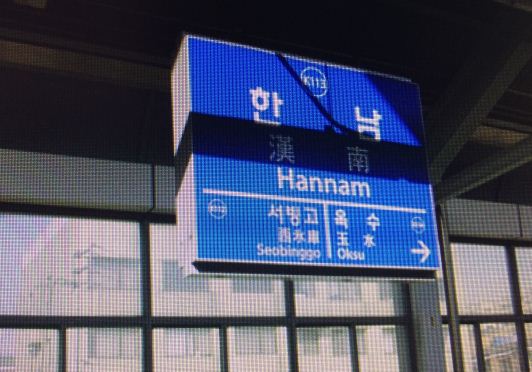 K113
한 남
漢 南
Hannam
서빙고 옥 수
西氷庫 玉 水
Seobinggo Oksu